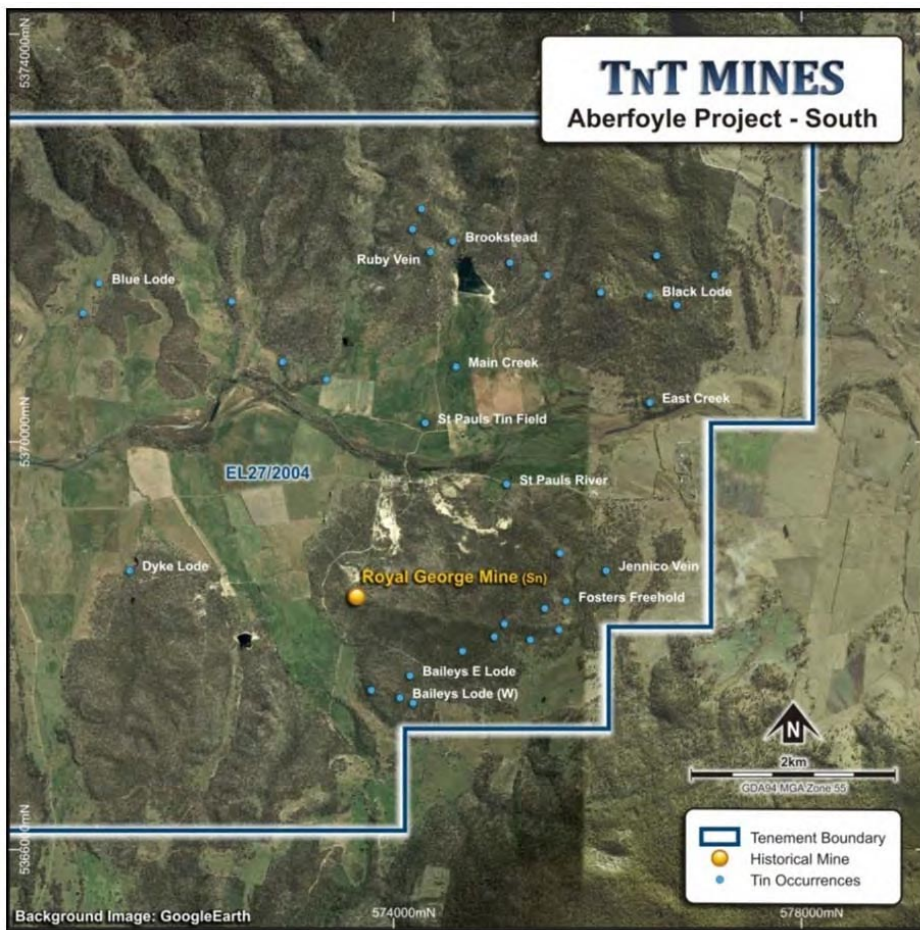 5374000mN
TNT MINES
Aberfoyle Project - South
Brookstead
Ruby Vein
Blue Lode
Black Lode
Main Creek
East Creek
St Pauls Tin Field
5370000mN
EL27/2004
St Pauls River
Dyke Lode
Royal George Mine (Sn)
Jennico Vein
Fosters Freehold
Baileys E Lode
Baileys Lode (W)
N
2km
GDA94 MGA Zone 55
5366000mN
Tenement Boundary
Historical Mine
Tin Occurrences
Background Image: GoogleEarth
574000mN
578000mN